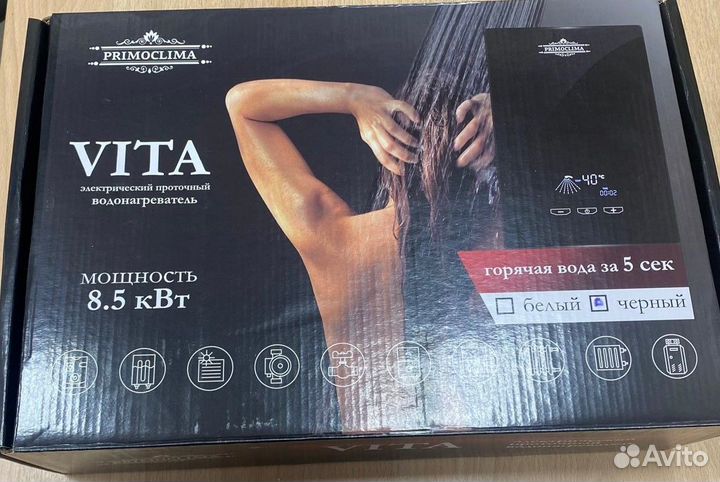 PRIMOCLIMA
VITA
электрический проточный
водонагреватель
МОЩНОСТЬ
8.5 кВт
PRIMOCLIMA
40°C
00:02
горячая вода за 5 сек
белый черный
VITA
Avito